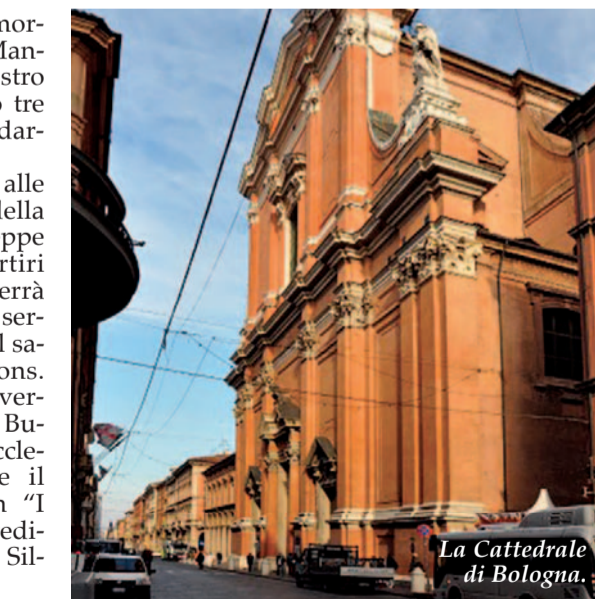 mor-
Man-
stro
tre
dar-
alle
della
ppe
rtiri
errà
ser-
l sa-
ons.
ver-
Bu-
ccle-
e il
"I
edi-
Sil-
La Cattedrale
di Bologna.